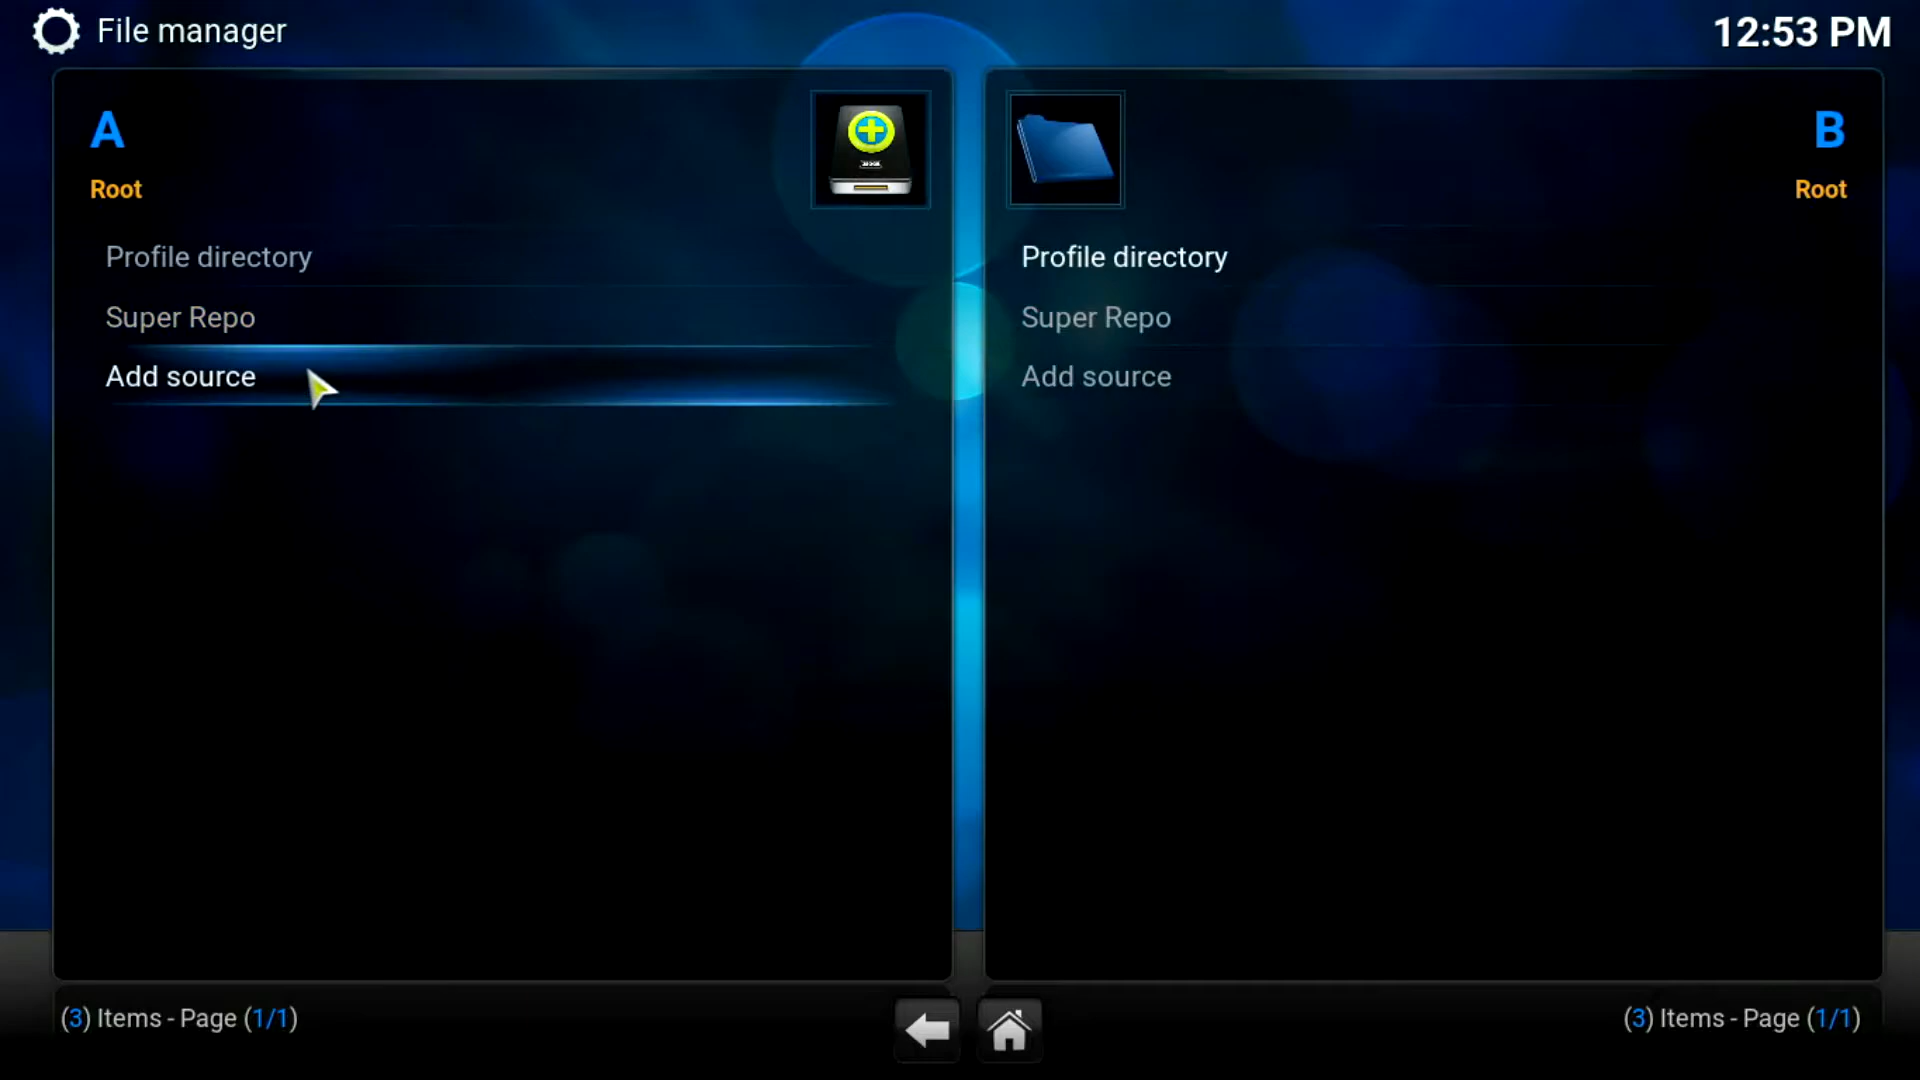 File manager
12:53 PM
A
Root
Profile directory
Super Repo
Add source
B
Root
Profile directory
Super Repo
Add source
(3) Items - Page (1/1)
(3) Items - Page (1/1)